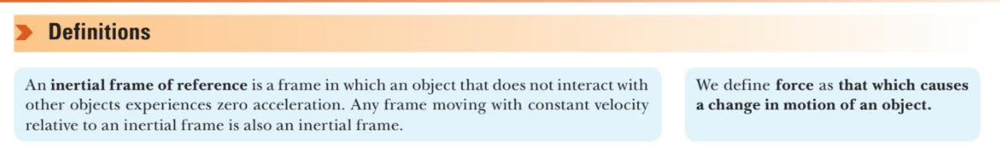 Definitions
An inertial frame of reference is a frame in which an object that does not interact with
other objects experiences zero acceleration. Any frame moving with constant velocity
relative to an inertial frame is also an inertial frame.
We define force as that which causes
a change in motion of an object.